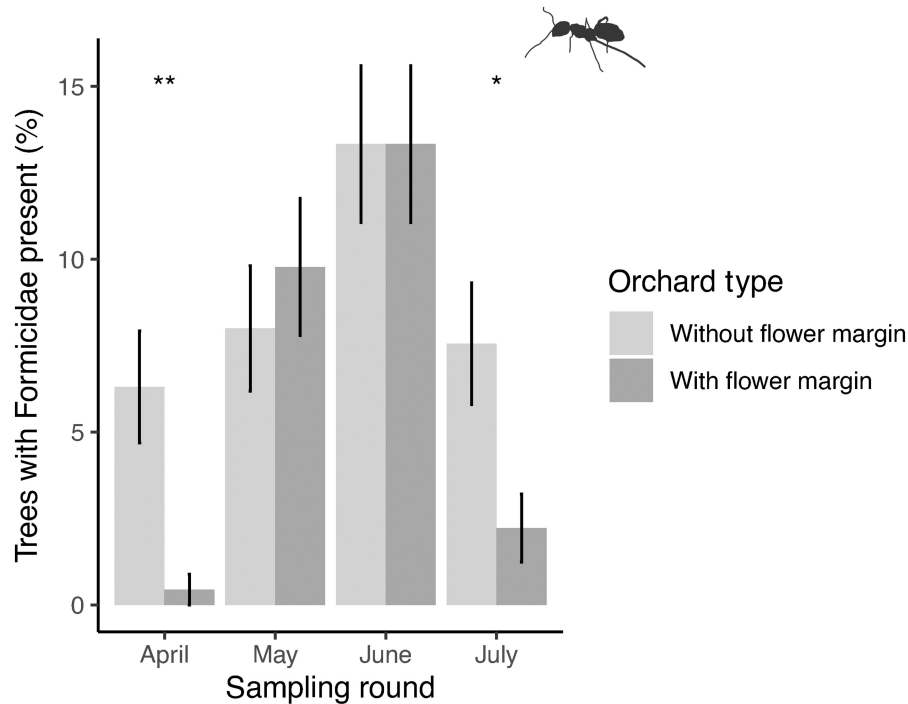 Trees with Formicidae present (%)
15
10
5
0
**
*
April May June July
Sampling round
Orchard type
Without flower margin
With flower margin